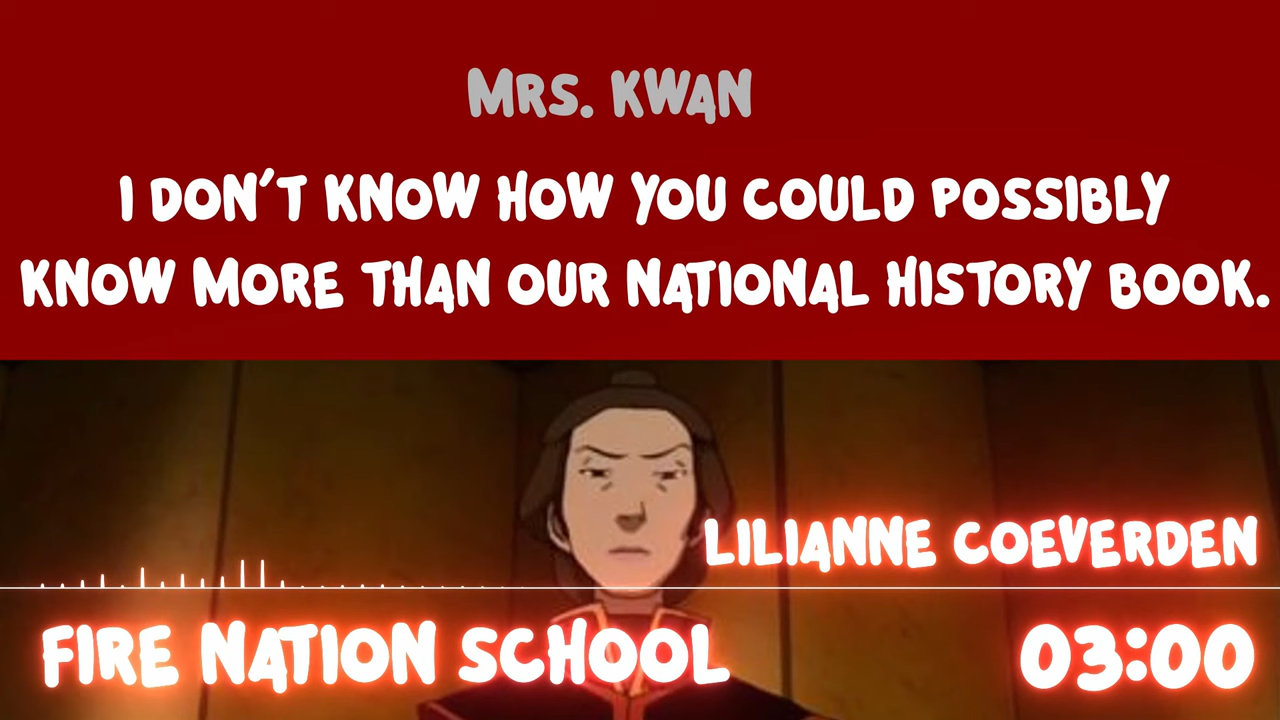 MRS. KWAN
I DON'T KNOW HOW YOU COULD POSSIBLY
KNOW MORE THAN OUR NATIONAL HISTORY BOOK.
LILIANNE COEVERDEN
FIRE NATION SCHOOL
03:00